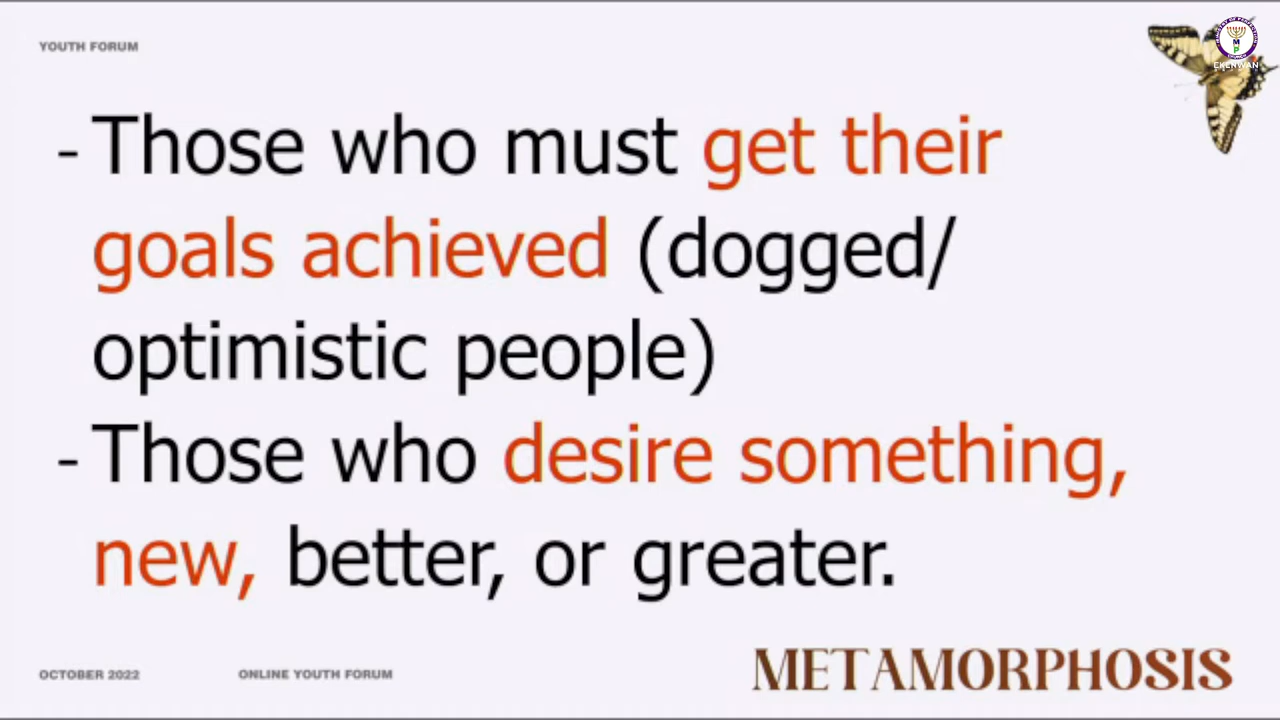 YOUTH FORUM
EKENWAN
- Those who must get their
goals achieved (dogged/
optimistic people)
- Those who desire something,
new, better, or greater.
OCTOBER 2022
ONLINE YOUTH FORUM
METAMORPHOSIS